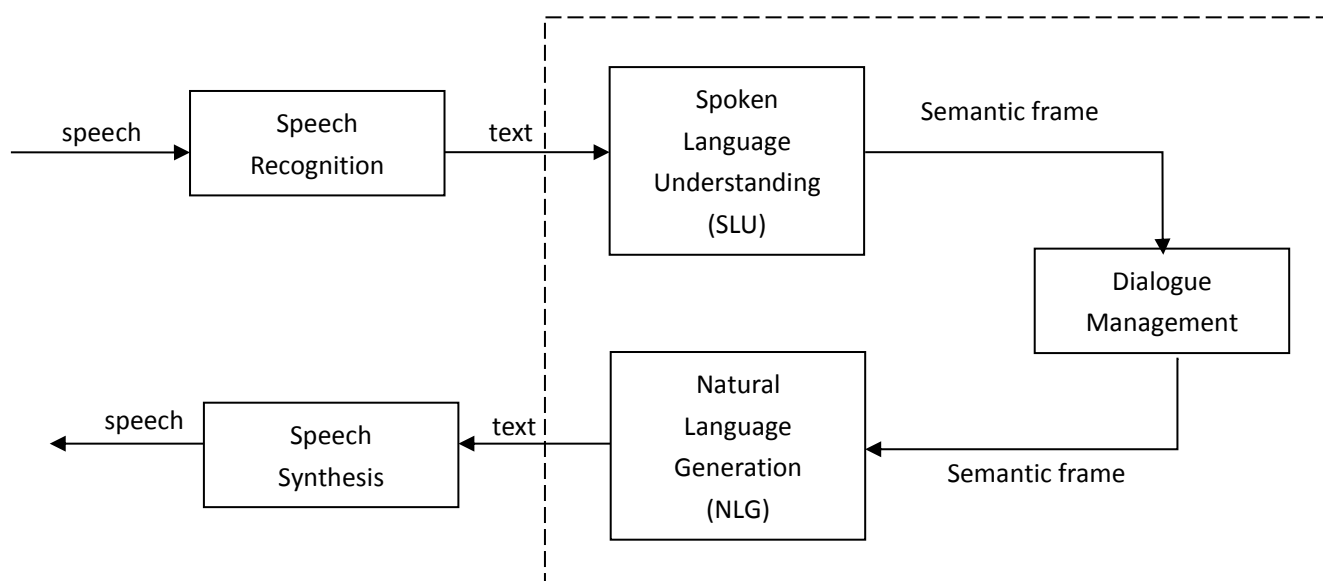 speech
Speech
Recognition
text
Spoken
Language
Understanding
(SLU)
Semantic frame
Dialogue
Management
Semantic frame
Natural
Language
Generation
(NLG)
text
Speech
Synthesis
speech